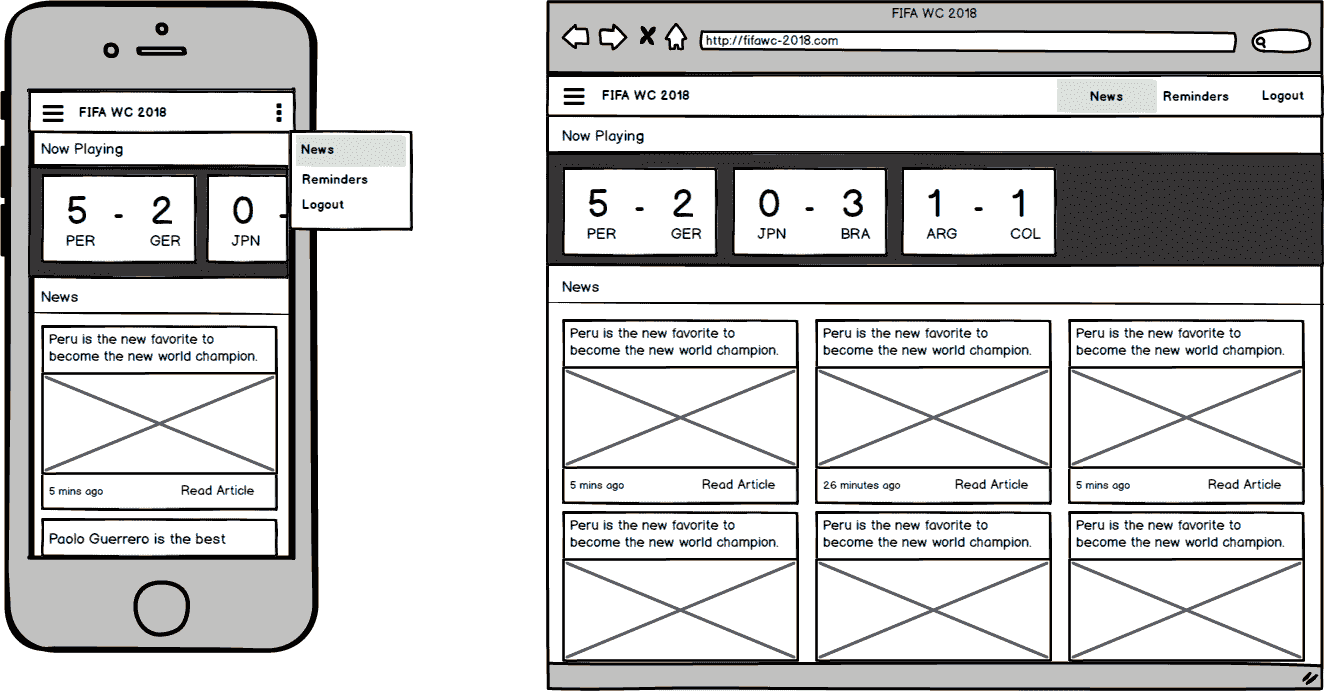 FIFA WC 2018
Now Playing
5 - 2
PER GER
0 -
JPN
News
Reminders
Logout
News
Peru is the new favorite to
become the new world champion.
5 mins ago Read Article
Paolo Guerrero is the best
FIFA WC 2018
http://fifawc-2018.com
FIFA WC 2018
News Reminders Logout
Now Playing
5 - 2
PER GER
0 - 3
JPN BRA
1 - 1
ARG COL
News
Peru is the new favorite to
become the new world champion.
5 mins ago Read Article
Peru is the new favorite to
become the new world champion.
26 minutes ago Read Article
Peru is the new favorite to
become the new world champion.
5 mins ago Read Article
Peru is the new favorite to
become the new world champion.
Peru is the new favorite to
become the new world champion.
Peru is the new favorite to
become the new world champion.